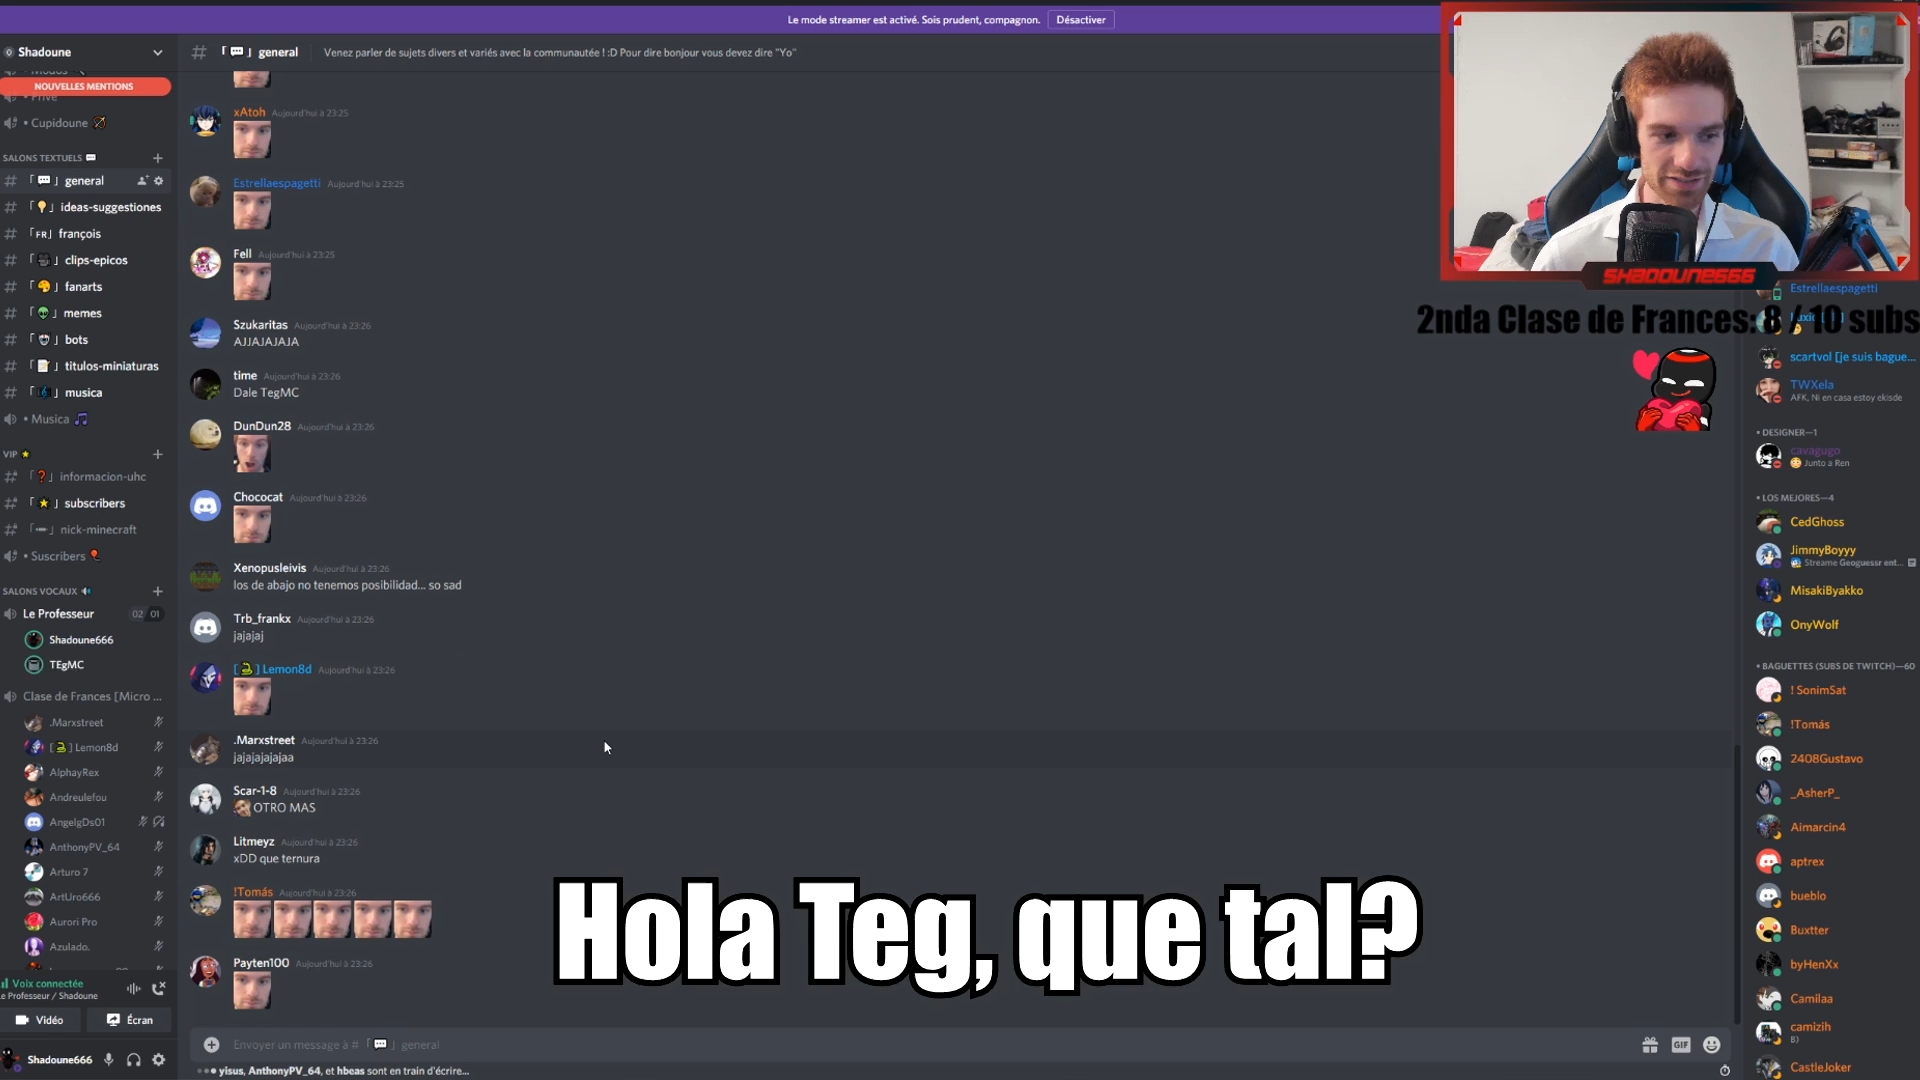 Le mode streamer est activé. Sois prudent, compagnon. Désactiver
Shadoune
NOUVELLES MENTIONS
• Cupidoune
SALONS TEXTUELS
general
ideas-suggestiones
FR françois
clips-epicos
fanarts
memes
bots
titulos-miniaturas
musica
• Musica
VIP
informacion-uhc
subscribers
nick-minecraft
• Suscribers
SALONS VOCAUX
Le Professeur 02 01
Shadoune666
TEgMC
Clase de Frances [Micro ...
.Marxstreet
[ ] Lemon8d
AlphayRex
Andreulefou
AngelgDs01
AnthonyPV_64
Arturo 7
ArtUro666
Aurori Pro
Azulado.
Voix connectée
Le Professeur / Shadoune
Vidéo
Écran
Shadoune666
# general
Venez parler de sujets divers et variés avec la communautée ! :D Pour dire bonjour vous devez dire "Yo"
xAtoh Aujourd'hui à 23:25
Estrellaespagetti Aujourd'hui à 23:25
Fell Aujourd'hui à 23:25
Szukaritas Aujourd'hui à 23:26
AJJAJAJAJA
time Aujourd'hui à 23:26
Dale TegMC
DunDun28 Aujourd'hui à 23:26
Chococat Aujourd'hui à 23:26
Xenopusleivis Aujourd'hui à 23:26
los de abajo no tenemos posibilidad... so sad
Trb_frankx Aujourd'hui à 23:26
jajajaj
[ ] Lemon8d Aujourd'hui à 23:26
.Marxstreet Aujourd'hui à 23:26
jajajajajajaa
Scar-1-8 Aujourd'hui à 23:26
OTRO MAS
Litmeyz Aujourd'hui à 23:26
xDD que ternura
!Tomás Aujourd'hui à 23:26
Payten100 Aujourd'hui à 23:26
Hola Teg, que tal?
Envoyer un message à # general
GIF
yisus, AnthonyPV_64, et hbeas sont en train d'écrire...
SHADOUNE666
2nda Clase de Frances: 8 / 10 subs
Estrellaespagetti
scartvol [je suis bague...
TWXela
AFK, Ni en casa estoy ekisde
• DESIGNER—1
cavagugo
Junto a Ren
• LOS MEJORES—4
CedGhoss
JimmyBoyyy
Streame Geoguessr ent...
MisakiByakko
OnyWolf
• BAGUETTES (SUBS DE TWITCH)—60
! SonimSat
!Tomás
2408Gustavo
_AsherP_
Aimarcin4
aptrex
bueblo
Buxtter
byHenXx
Camilaa
camizih
B)
CastleJoker